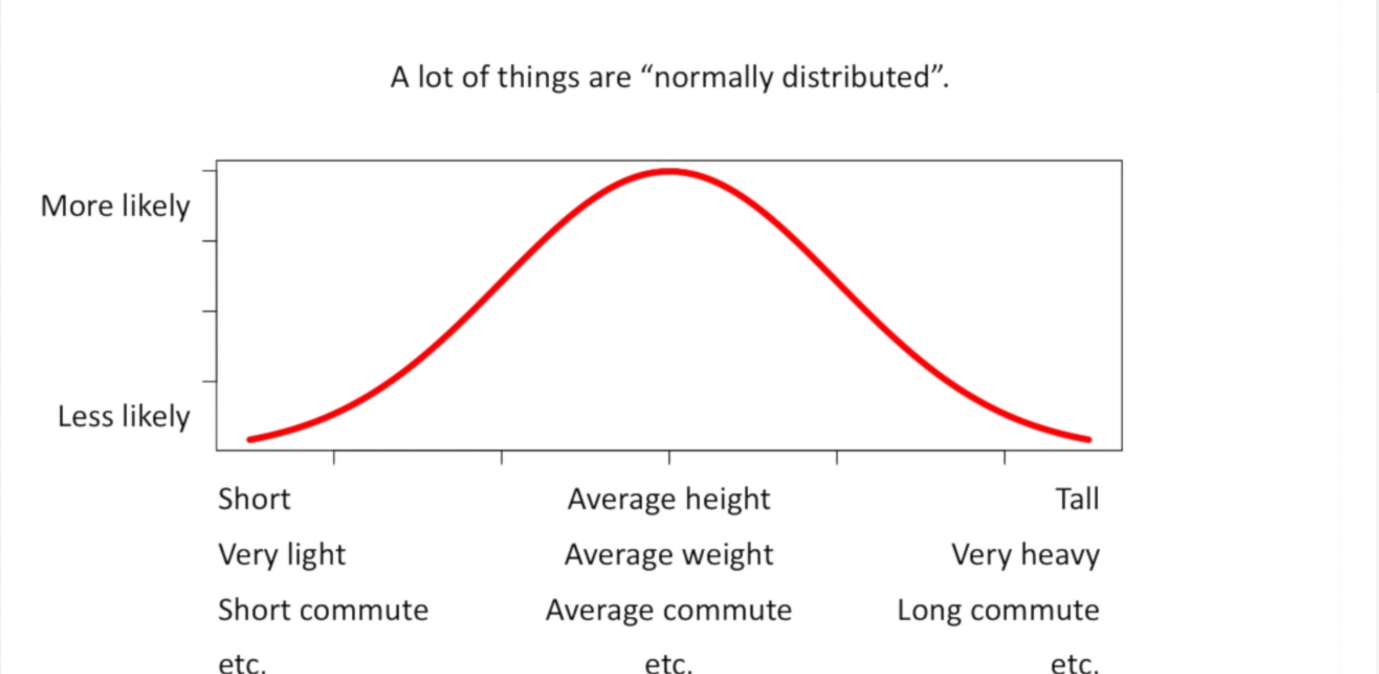 A lot of things are “normally distributed”.
More likely
Less likely
Short Average height Tall
Very light Average weight Very heavy
Short commute Average commute Long commute
etc. etc. etc.